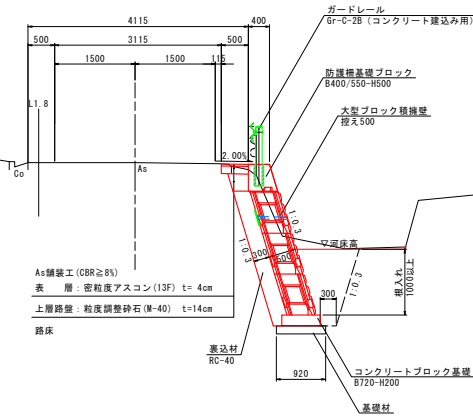 ガードレール
Gr-C-2B (コンクリート建込み用)
4115
400
500
3115
500
1500
1500
115
防護柵基礎ブロック
B400/550-H500
大型ブロック積擁壁
控え500
L1.8
2.00%
Co
As
1:0.3
▽河床高
1:0.3
300
500
1:0.3
根入れ
1000以上
As舗装工(CBR≧8%)
表　層：密粒度アスコン(13F) t= 4cm
上層路盤：粒度調整砕石(M-40) t=14cm
路床
300
裏込材
RC-40
920
コンクリートブロック基礎
B720-H200
基礎材